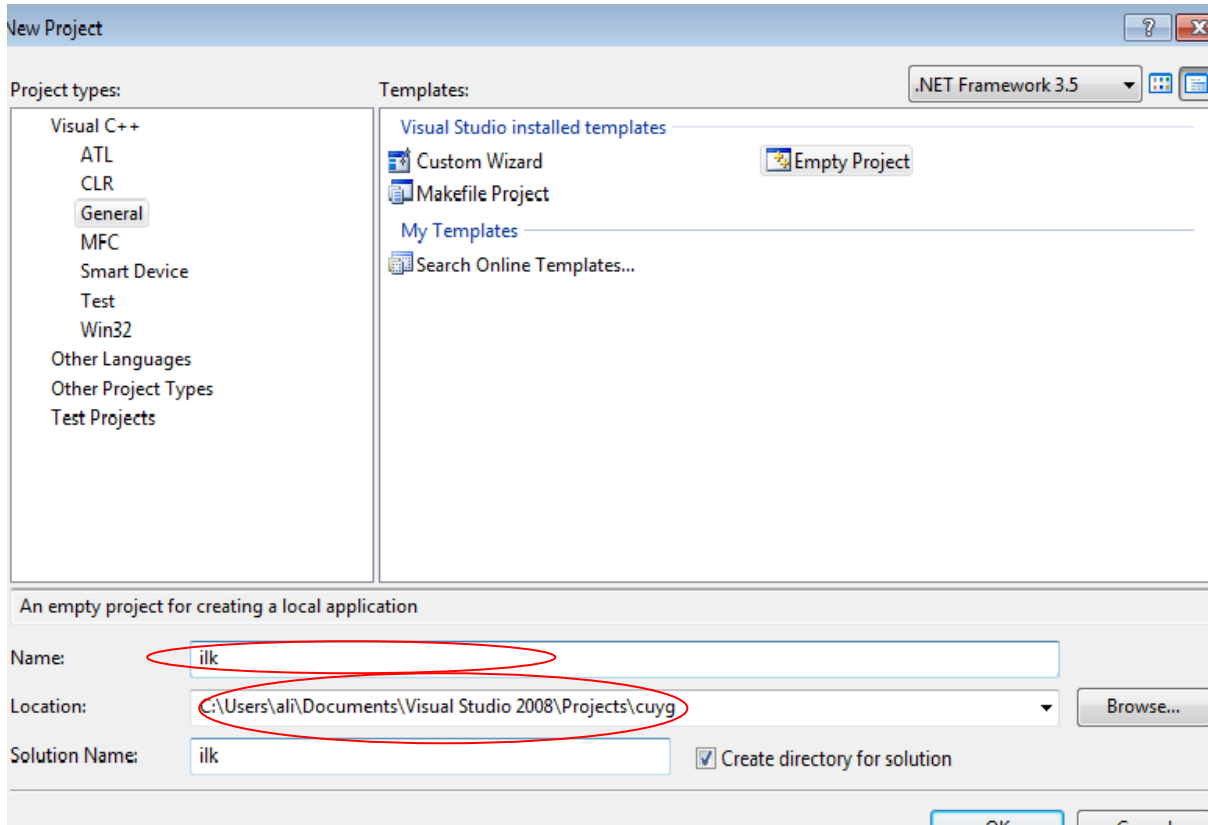 New Project
Project types:
Templates:
.NET Framework 3.5
Visual C++
ATL
CLR
General
MFC
Smart Device
Test
Win32
Other Languages
Other Project Types
Test Projects
Visual Studio installed templates
Custom Wizard
Empty Project
Makefile Project
My Templates
Search Online Templates...
An empty project for creating a local application
Name: ilk
Location: C:\Users\ali\Documents\Visual Studio 2008\Projects\cuyg Browse...
Solution Name: ilk Create directory for solution